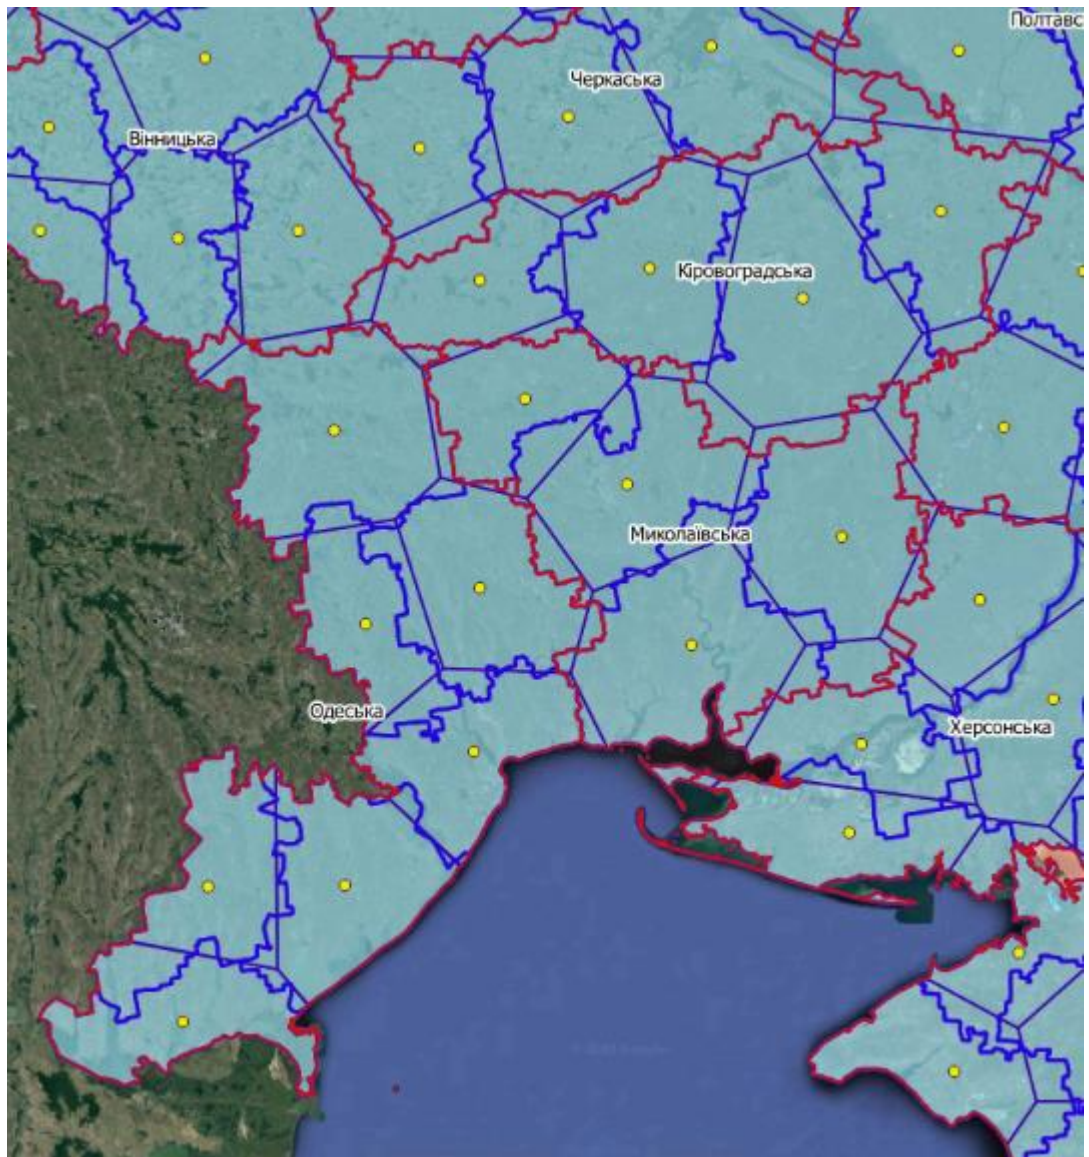 Полтавс
Черкаська
Вінницька
Кіровоградська
Миколаївська
Одеська
Херсонська